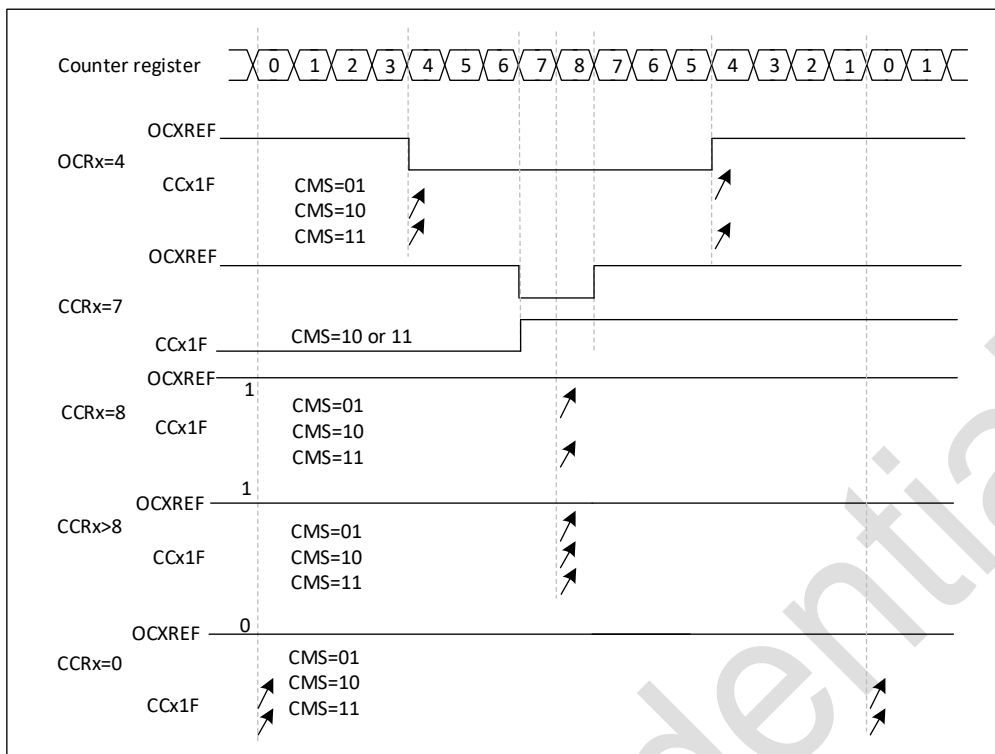 Counter register 0 1 2 3 4 5 6 7 8 7 6 5 4 3 2 1 0 1
OCXREF
OCRx=4
CCx1F
CMS=01
CMS=10
CMS=11
OCXREF
CCRx=7
CCx1F
CMS=10 or 11
OCXREF
1
CCRx=8
CCx1F
CMS=01
CMS=10
CMS=11
OCXREF
1
CCRx>8
CCx1F
CMS=01
CMS=10
CMS=11
OCXREF
0
CCRx=0
CCx1F
CMS=01
CMS=10
CMS=11
dentia